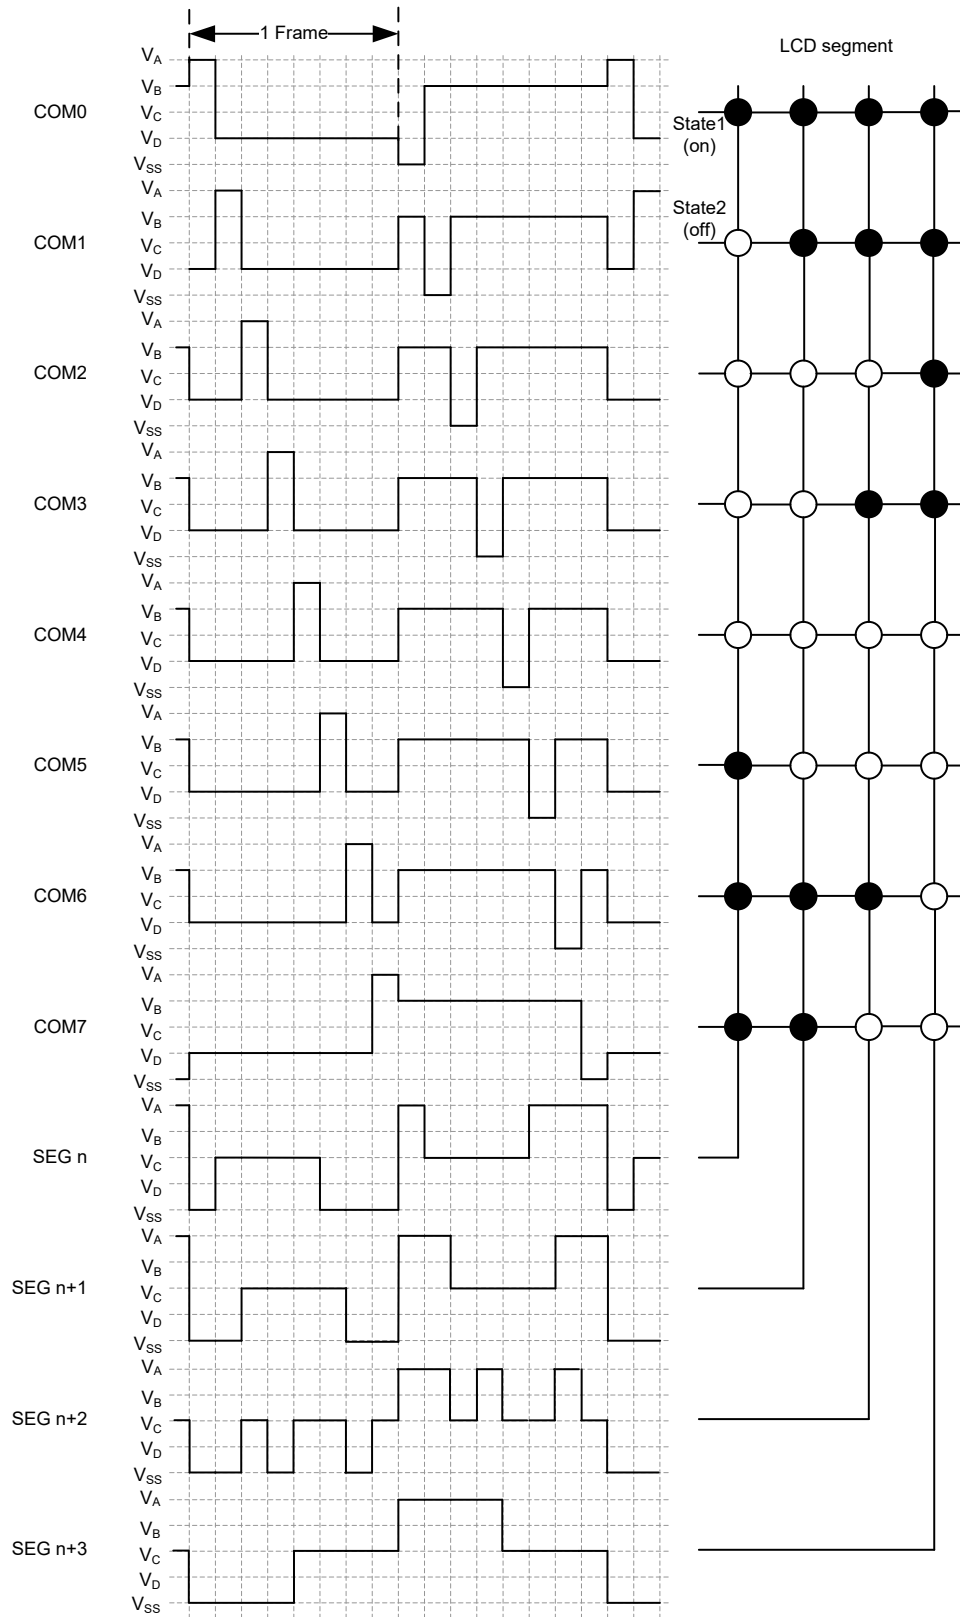 1 Frame
LCD segment
COM0
VA
VB
VC
VD
VSS
State1
(on)
COM1
VA
VB
VC
VD
VSS
State2
(off)
COM2
VA
VB
VC
VD
VSS
COM3
VA
VB
VC
VD
VSS
COM4
VA
VB
VC
VD
VSS
COM5
VA
VB
VC
VD
VSS
COM6
VA
VB
VC
VD
VSS
COM7
VA
VB
VC
VD
VSS
SEG n
VA
VB
VC
VD
VSS
SEG n+1
VA
VB
VC
VD
VSS
SEG n+2
VA
VB
VC
VD
VSS
SEG n+3
VA
VB
VC
VD
VSS